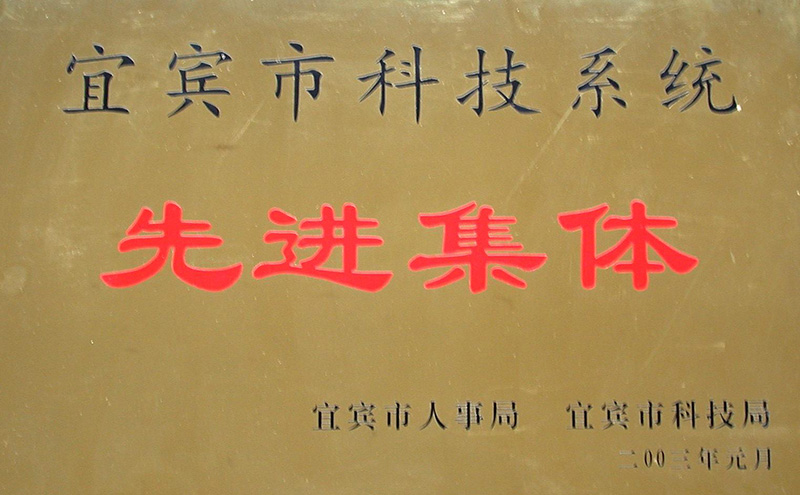 宜宾市科技系统
先进集体
宜宾市人事局 宜宾市科技局
二00三年元月